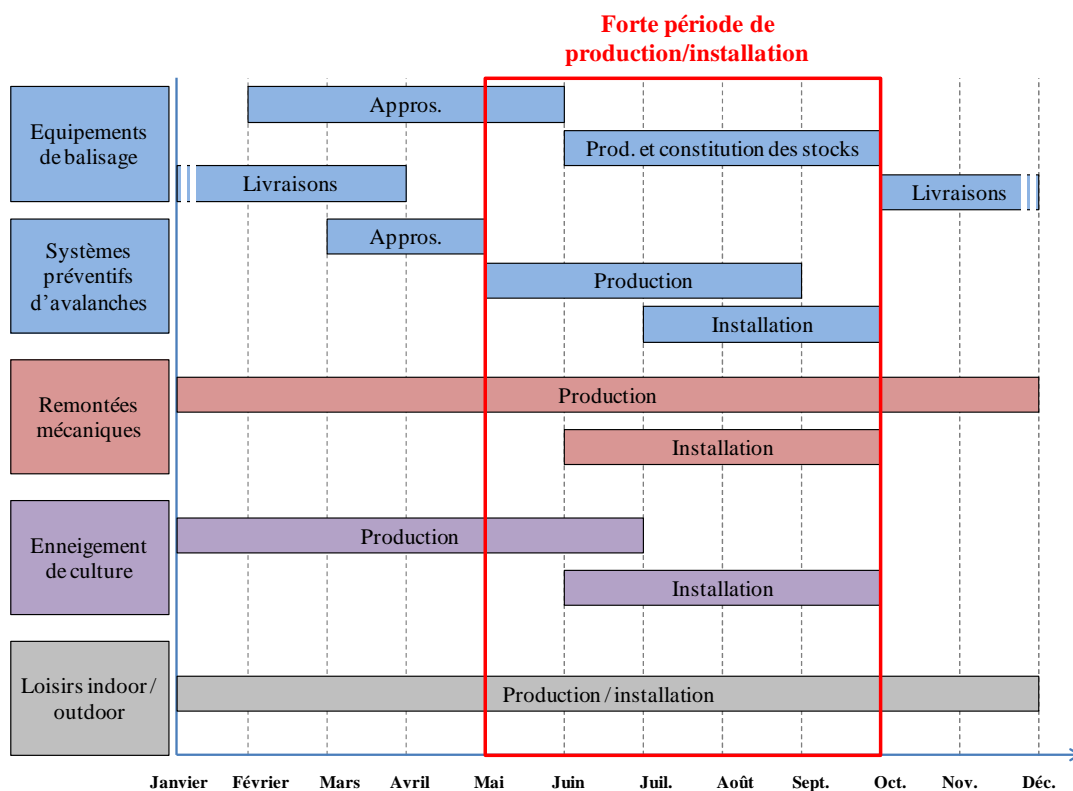 Forte période de
production/installation
Equipements
de balisage
Appros.
Prod. et constitution des stocks
Livraisons
Livraisons
Systèmes
préventifs
d’avalanches
Appros.
Production
Installation
Remontées
mécaniques
Production
Installation
Enneigement
de culture
Production
Installation
Loisirs indoor /
outdoor
Production / installation
Janvier Février Mars Avril Mai Juin Juil. Août Sept. Oct. Nov. Déc.